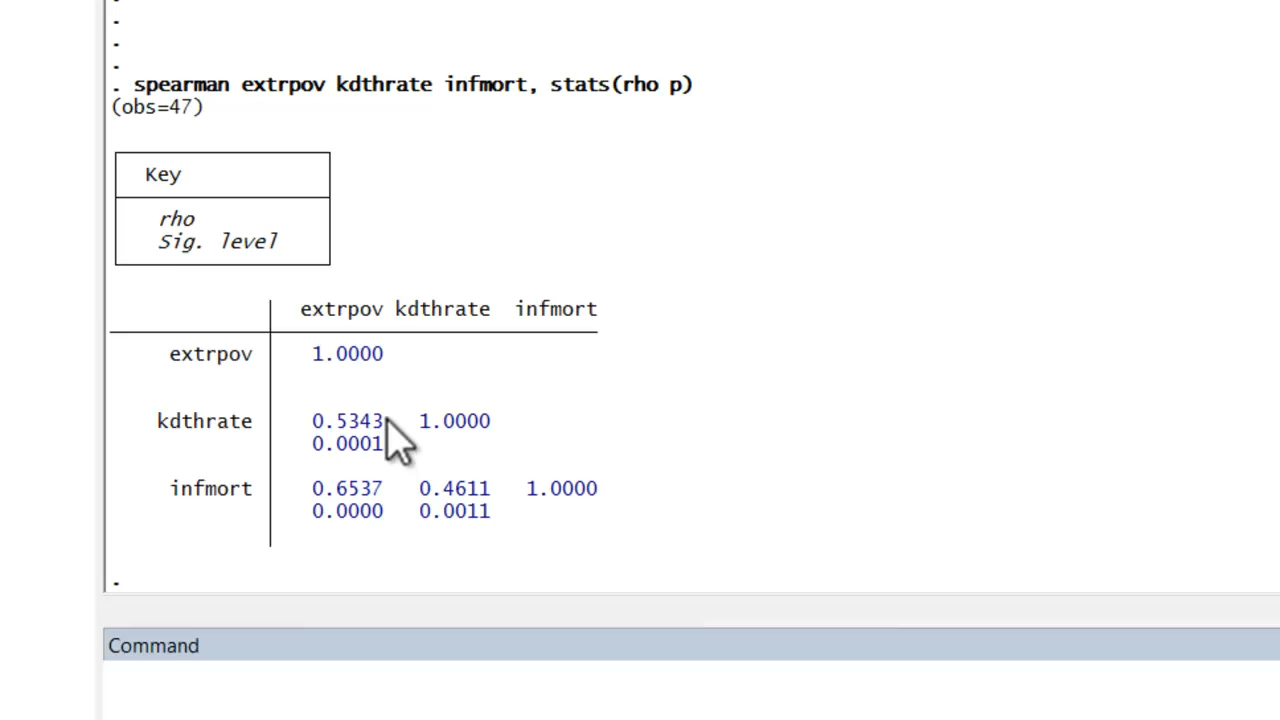 .
.
.
. spearman extrpov kdthrate infmort, stats(rho p)
(obs=47)
Key
rho
Sig. level
extrpov kdthrate infmort
extrpov 1.0000
kdthrate 0.5343 1.0000
0.0001
infmort 0.6537 0.4611 1.0000
0.0000 0.0011
.
Command